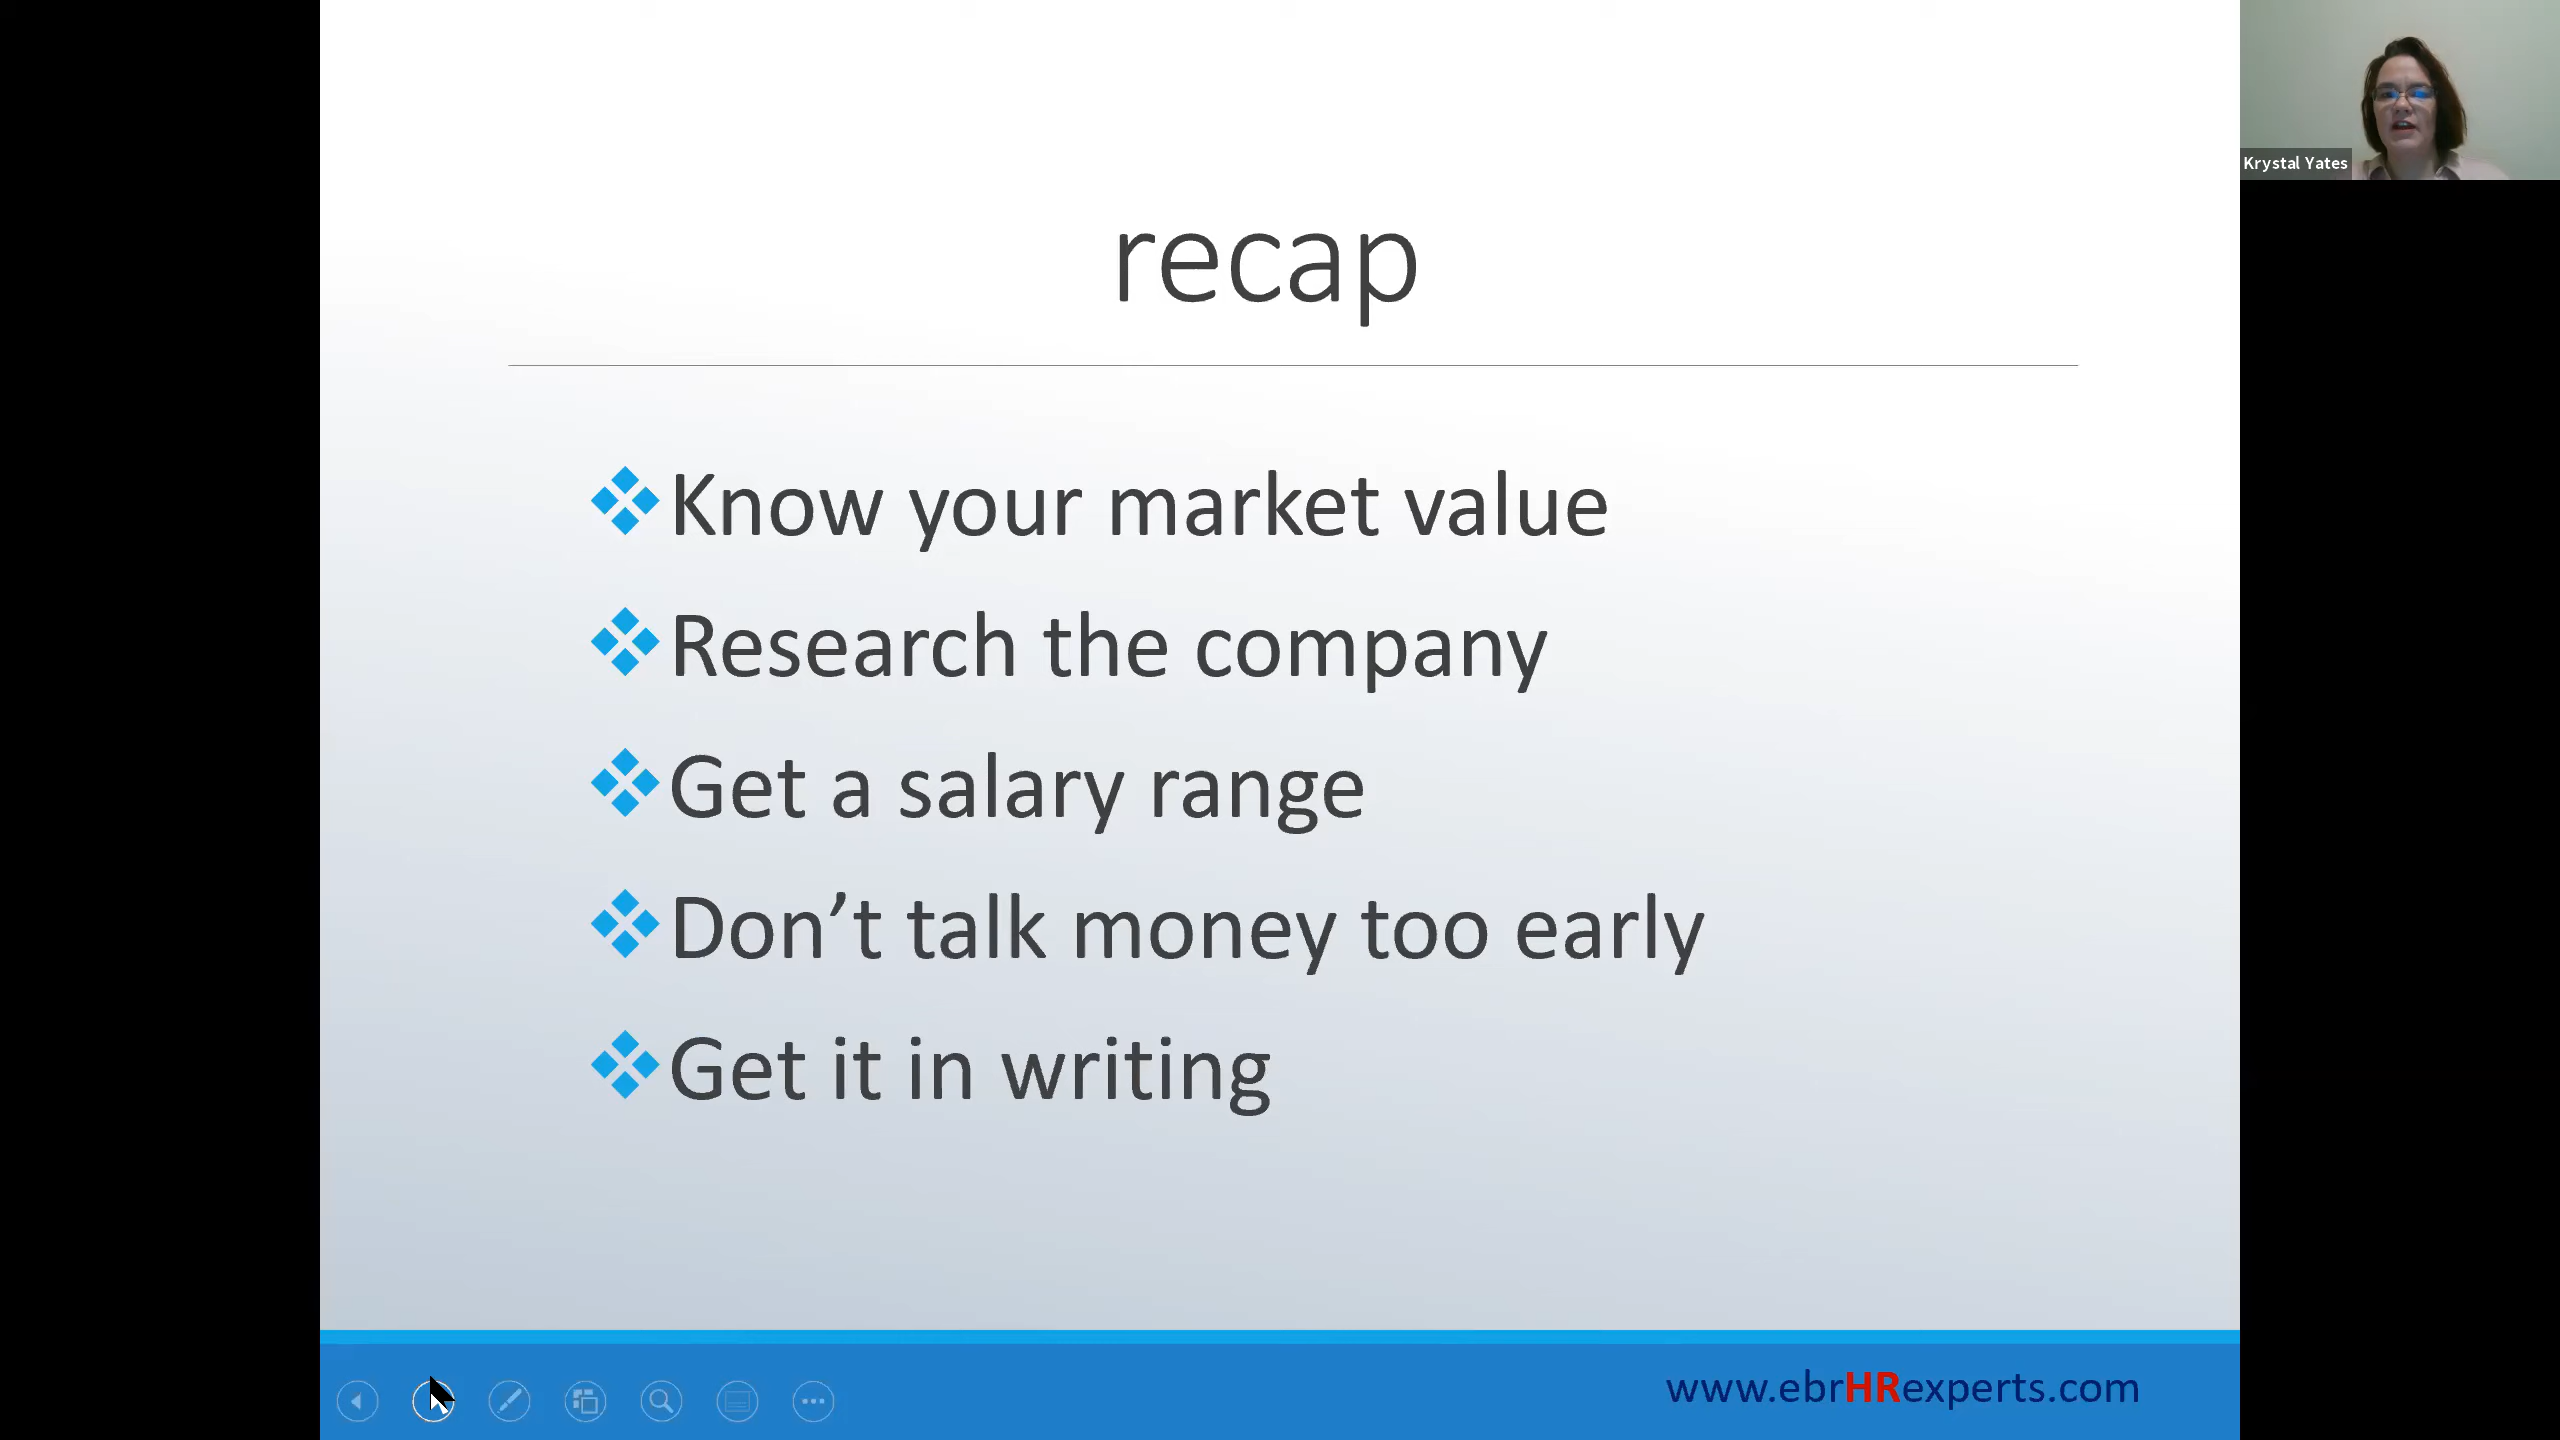 Krystal Yates
recap
Know your market value
Research the company
Get a salary range
Don’t talk money too early
Get it in writing
www.ebrHRexperts.com